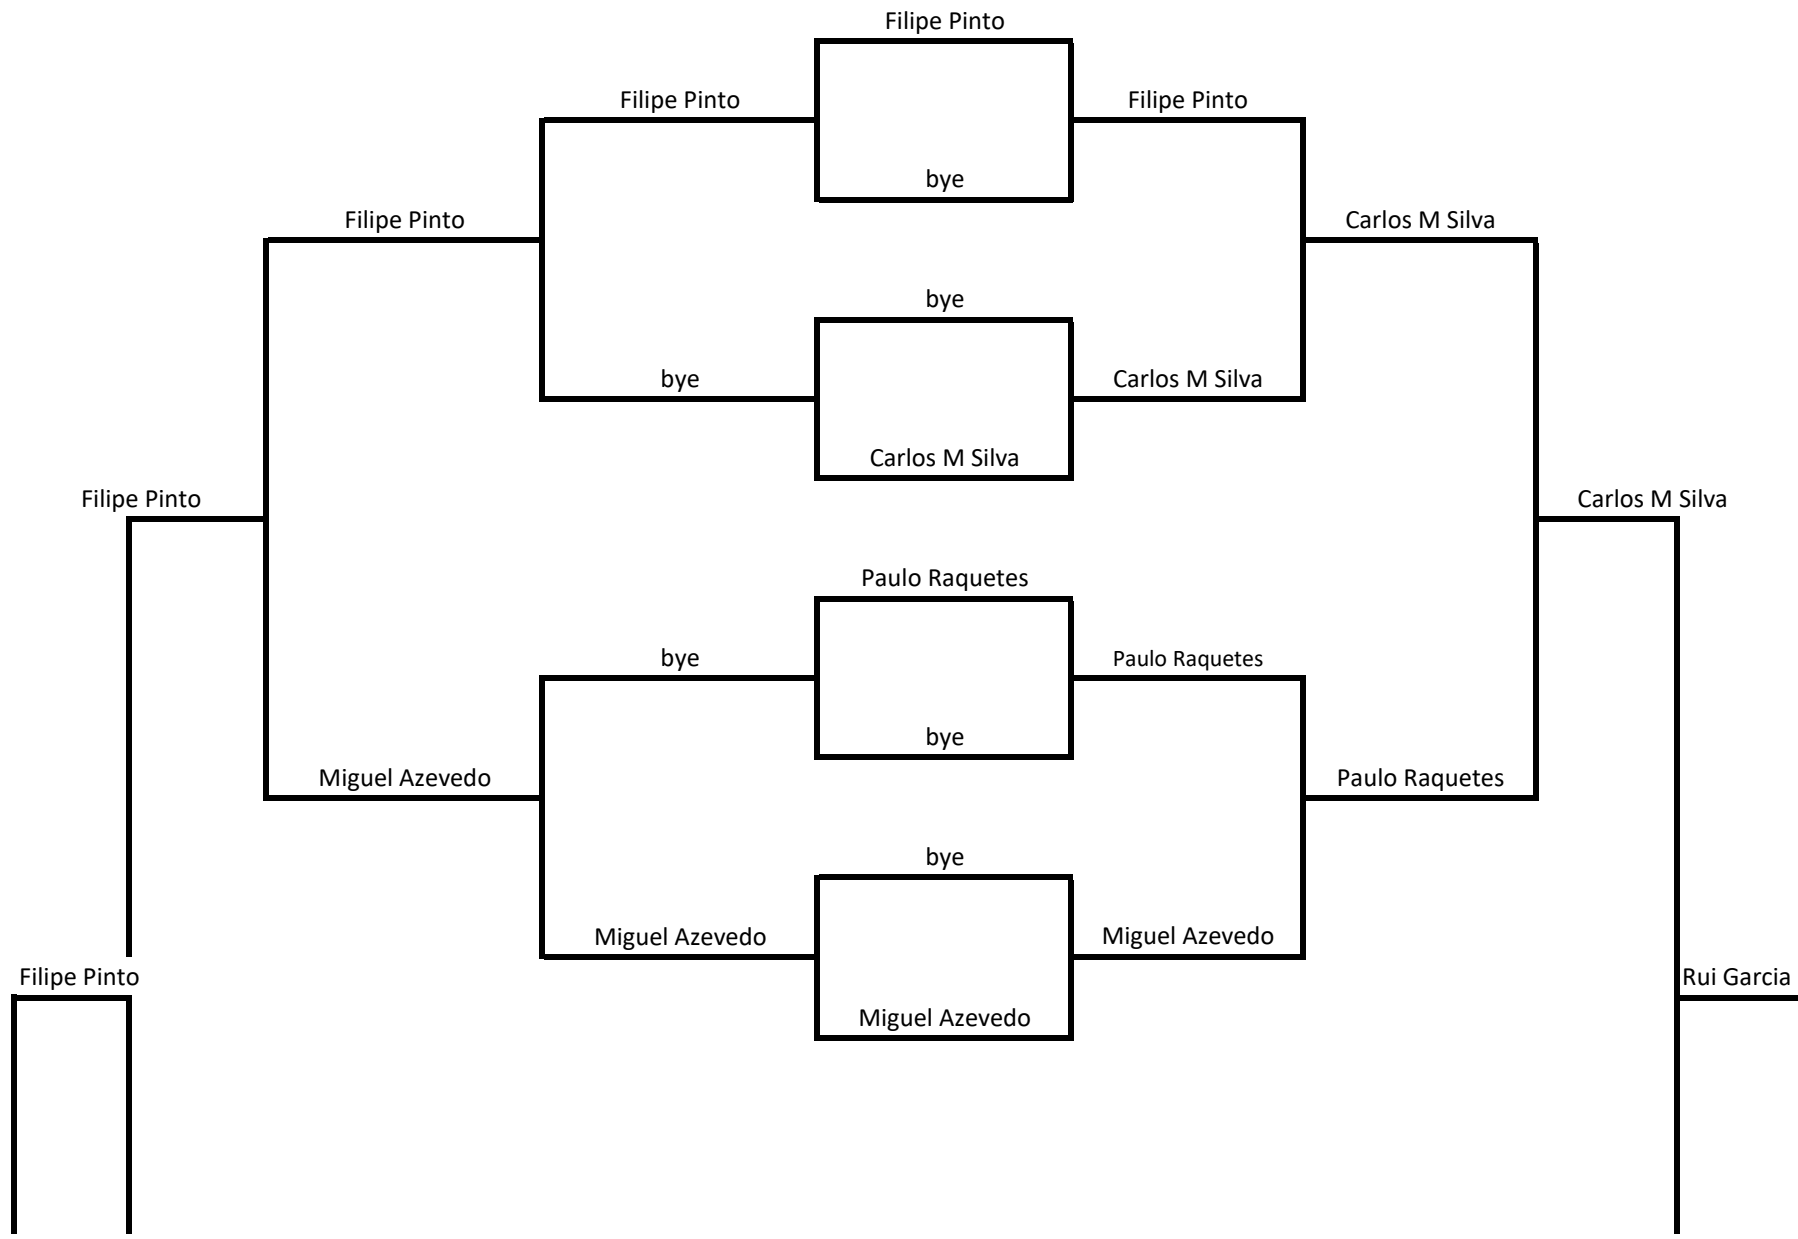 Filipe Pinto
Filipe Pinto
Filipe Pinto
bye
Filipe Pinto
Carlos M Silva
bye
bye
Carlos M Silva
Carlos M Silva
Filipe Pinto
Carlos M Silva
Paulo Raquetes
bye
Paulo Raquetes
bye
Miguel Azevedo
Paulo Raquetes
bye
Miguel Azevedo
Miguel Azevedo
Filipe Pinto
Rui Garcia
Miguel Azevedo